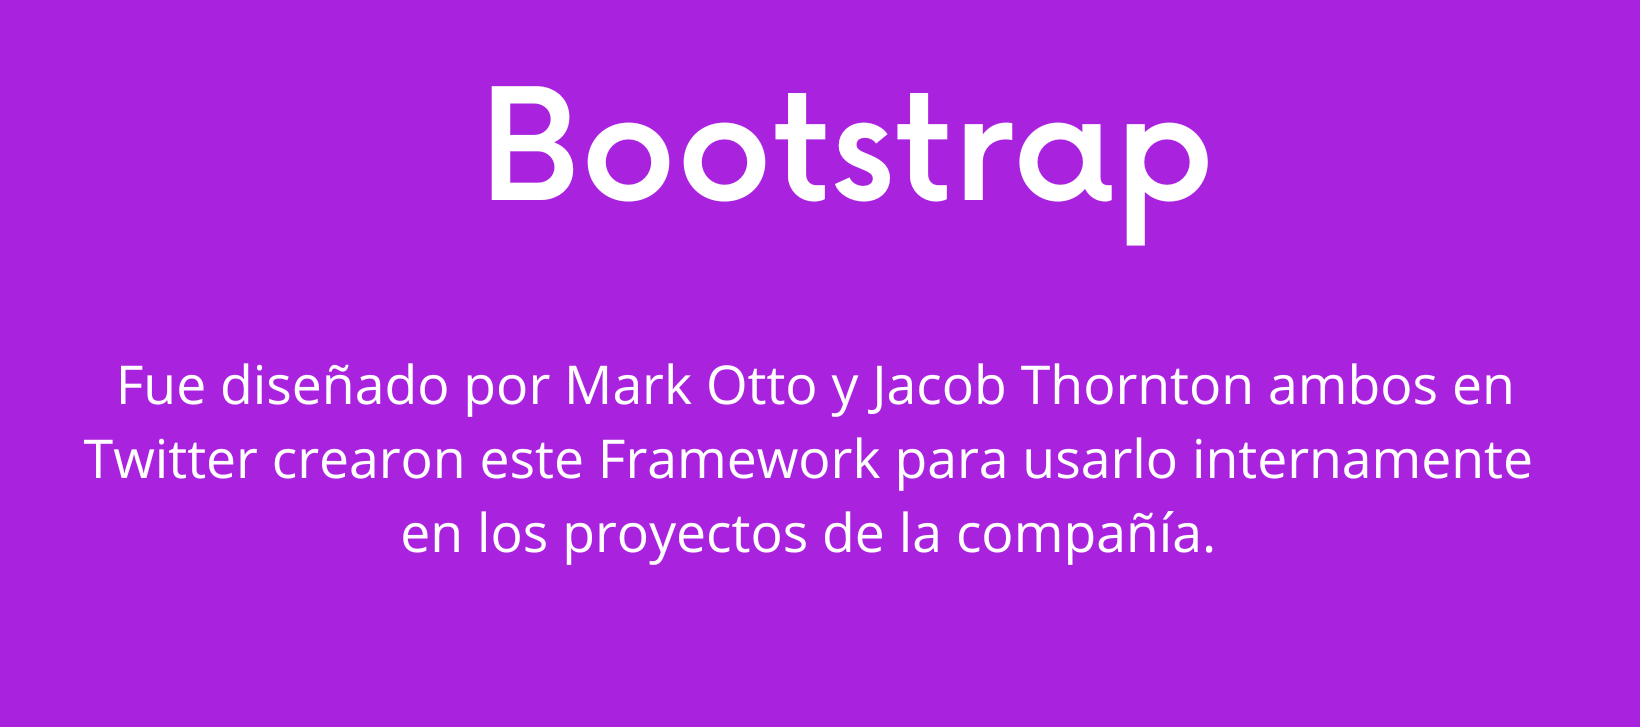 Bootstrap
Fue diseñado por Mark Otto y Jacob Thornton ambos en
Twitter crearon este Framework para usarlo internamente
en los proyectos de la compañía.